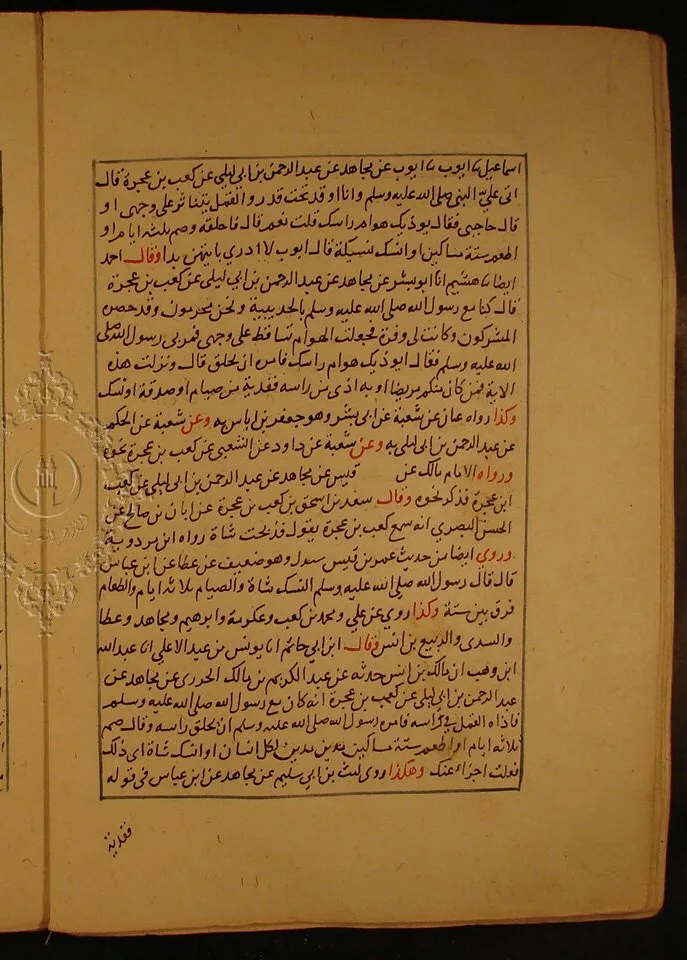 اسماعيل ثنا ايوب ثنا ايوب عن مجاهد عن عبد الرحمن بن ابي ليلى عن كعب بن عجرة قال
اتى عليّ النبي صلى الله عليه وسلم وانا اوقد تحت قدر والقمل يتناثر على وجهى او
قال حاجبي فقال يوذيك هوام راسك قلت نعم قال فاحلقه وصم ثلثة ايام او
اطعم ستة مساكين او انسك نسيكة قال ايوب لا ادري بايتهن بدا وقال احمد
ايضا ثنا هشيم انا ابو بشر عن مجاهد عن عبد الرحمن بن ابي ليلى عن كعب بن عجرة
قال كنا مع رسول الله صلى الله عليه وسلم بالحديبية ونحن محرمون وقد حصره
المشركون وكانت لى وفرة فجعلت الهوام تساقط على وجهى فمر بي رسول الله صلى
الله عليه وسلم فقال ايوذيك هوام راسك فامره ان يحلق قال ونزلت هذه
الاية فمن كان منكم مريضا او به اذى من راسه ففدية من صيام او صدقة او نسك
وكذا رواه عفان عن شعبة عن ابى بشر وهو جعفر بن اياس به وعن شعبة عن الحكم
عن عبد الرحمن بن ابي ليلى به وعن شعبة عن داود عن الشعبي عن كعب بن عجرة نحوه
ورواه الامام مالك عن قيس عن مجاهد عن عبد الرحمن بن ابي ليلى عن كعب
ابن عجرة فذكر نحوه وقال سعد بن اسحق بن كعب بن عجرة عن ابان بن صالح عن
الحسن البصري انه سمع كعب بن عجرة يقول فذبحت شاة رواه ابن مردوية
وروي ايضا من حديث عمر بن قيس سندل وهو ضعيف عن عطا عن ابن عباس
قال قال رسول الله صلى الله عليه وسلم النسك شاة والصيام ثلاثة ايام والطعام
فرق بين ستة وكذا روي عن علي ومحمد بن كعب وعكرمة وابرهيم ومجاهد وعطا
والسدى والربيع بن انس وقال ابن ابي حاتم انا يونس بن عبد الاعلى انا عبد الله
ابن وهب ان مالك بن انس حدثه عن عبد الكريم بن مالك الجزرى عن مجاهد عن
عبد الرحمن بن ابي ليلى عن كعب بن عجرة انه كان مع رسول الله صلى الله عليه وسلم
فاذاه القمل في راسه فامره رسول الله صلى الله عليه وسلم ان يحلق راسه وقال صم
ثلاثة ايام او اطعم ستة مساكين مدين مدين لكل انسان او انسك شاة اى ذلك
فعلت اجزاء عنك وهكذا روى ليث بن ابي سليم عن مجاهد عن ابن عباس فى قوله
ففدية